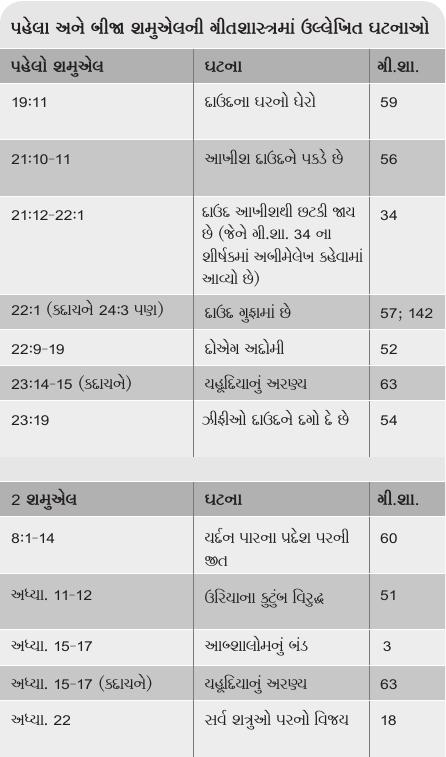 પહેલા અને બીજા શમુએલની ગીતશાસ્ત્રમાં ઉલ્લેખિત ઘટનાઓ
પહેલો શમુએલ ઘટના ગી.શા.
19:11 દાઉદના ઘરનો ઘેરો 59
21:10-11 આખીશ દાઉદને પકડે છે 56
21:12-22:1 દાઉદ આખીશથી છટકી જાય 34
છે (જેને ગી.શા. 34 ના
શીર્ષકમાં અબીમેલેખ કહેવામાં
આવ્યો છે)
22:1 (કદાચને 24:3 પણ) દાઉદ ગુફામાં છે 57; 142
22:9-19 દોએગ અદોમી 52
23:14-15 (કદાચને) યહૂદિયાનું અરણ્ય 63
23:19 ઝીફીઓ દાઉદને દગો દે છે 54
2 શમુએલ ઘટના ગી.શા.
8:1-14 યર્દન પારના પ્રદેશ પરની 60
જીત
અધ્યા. 11-12 ઉરિયાના કુટુંબ વિરુદ્ધ 51
અધ્યા. 15-17 આબ્શાલોમનું બંડ 3
અધ્યા. 15-17 (કદાચને) યહૂદિયાનું અરણ્ય 63
અધ્યા. 22 સર્વ શત્રુઓ પરનો વિજય 18